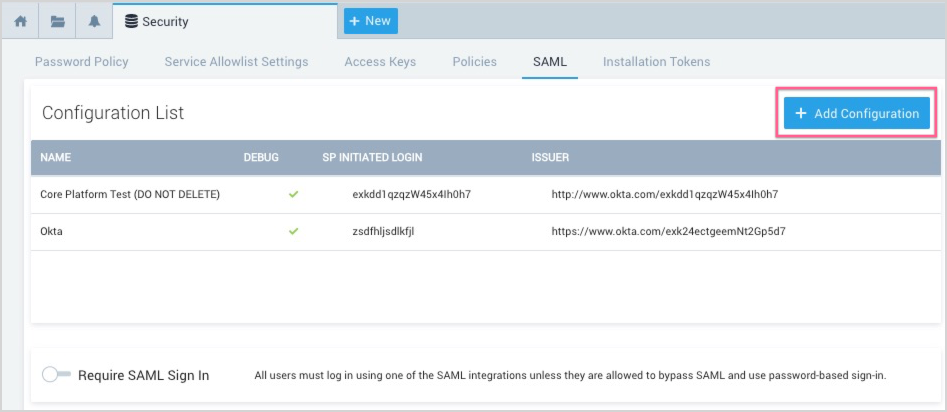 Security
+ New
Password Policy Service Allowlist Settings Access Keys Policies SAML Installation Tokens
Configuration List
+ Add Configuration
NAME DEBUG SP INITIATED LOGIN ISSUER
Core Platform Test (DO NOT DELETE) exkdd1qzqzW45x4Ih0h7 http://www.okta.com/exkdd1qzqzW45x4Ih0h7
Okta zsdfhljsdlkfjl https://www.okta.com/exk24ectgeemNt2Gp5d7
Require SAML Sign In All users must log in using one of the SAML integrations unless they are allowed to bypass SAML and use password-based sign-in.